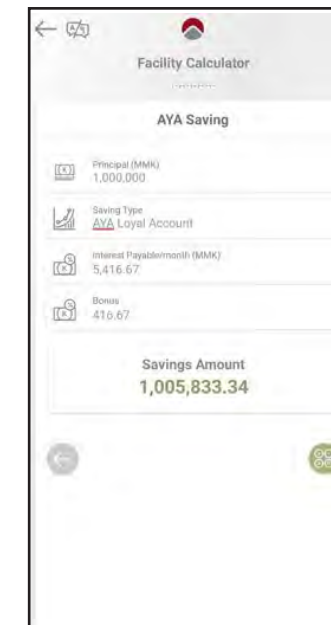 Facility Calculator
AYA Saving
Principal (MMK)
1,000,000
Saving Type
AYA Loyal Account
Interest Payable/month (MMK)
5,416.67
Bonus
416.67
Savings Amount
1,005,833.34